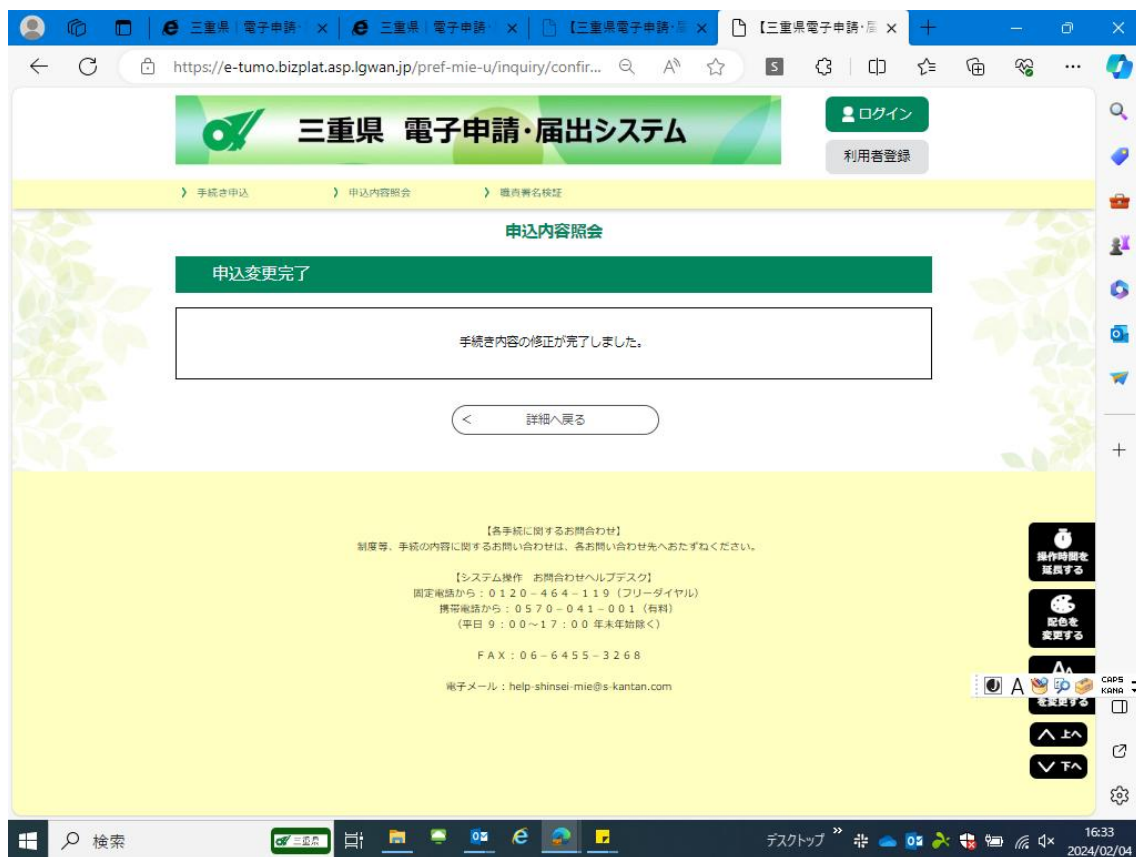 三重県|電子申請・
三重県|電子申請・
【三重県電子申請・届
【三重県電子申請・届
https://e-tumo.bizplat.asp.lgwan.jp/pref-mie-u/inquiry/confir...
三重県 電子申請・届出システム
ログイン
利用者登録
手続き申込
申込内容照会
職責署名検証
申込内容照会
申込変更完了
手続き内容の修正が完了しました。
< 詳細へ戻る
【各手続に関するお問合わせ】
制度等、手続の内容に関するお問い合わせは、各お問い合わせ先へおたずねください。
【システム操作 お問合わせヘルプデスク】
固定電話から:0120-464-119(フリーダイヤル)
携帯電話から:0570-041-001(有料)
(平日 9:00~17:00 年末年始除く)
FAX:06-6455-3268
電子メール:help-shinsei-mie@s-kantan.com
操作時間を
延長する
配色を
変更する
を変更する
上へ
下へ
A
CAPS
KANA
検索
三重県
デスクトップ
16:33
2024/02/04